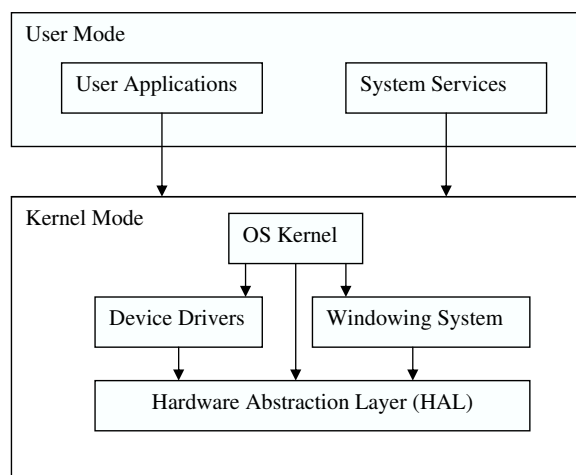 User Mode
User Applications
System Services
Kernel Mode
OS Kernel
Device Drivers
Windowing System
Hardware Abstraction Layer (HAL)